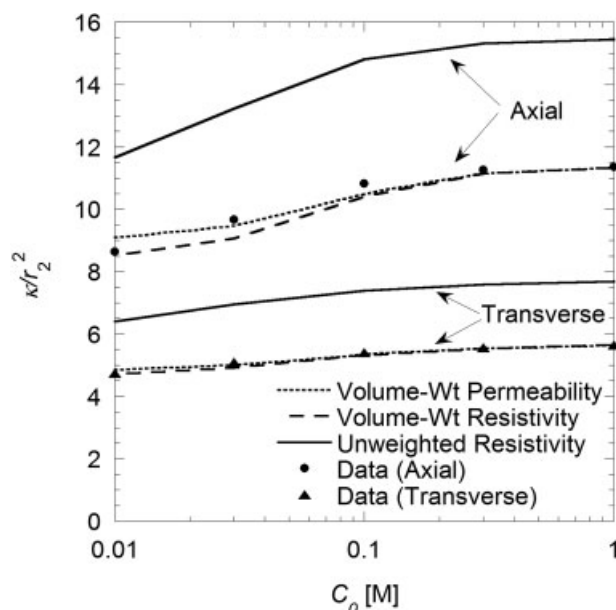 16
14
12
10
8
6
4
2
0
κ/r₂²
Axial
Transverse
Volume-Wt Permeability
Volume-Wt Resistivity
Unweighted Resistivity
Data (Axial)
Data (Transverse)
0.01
0.1
1
C₀ [M]